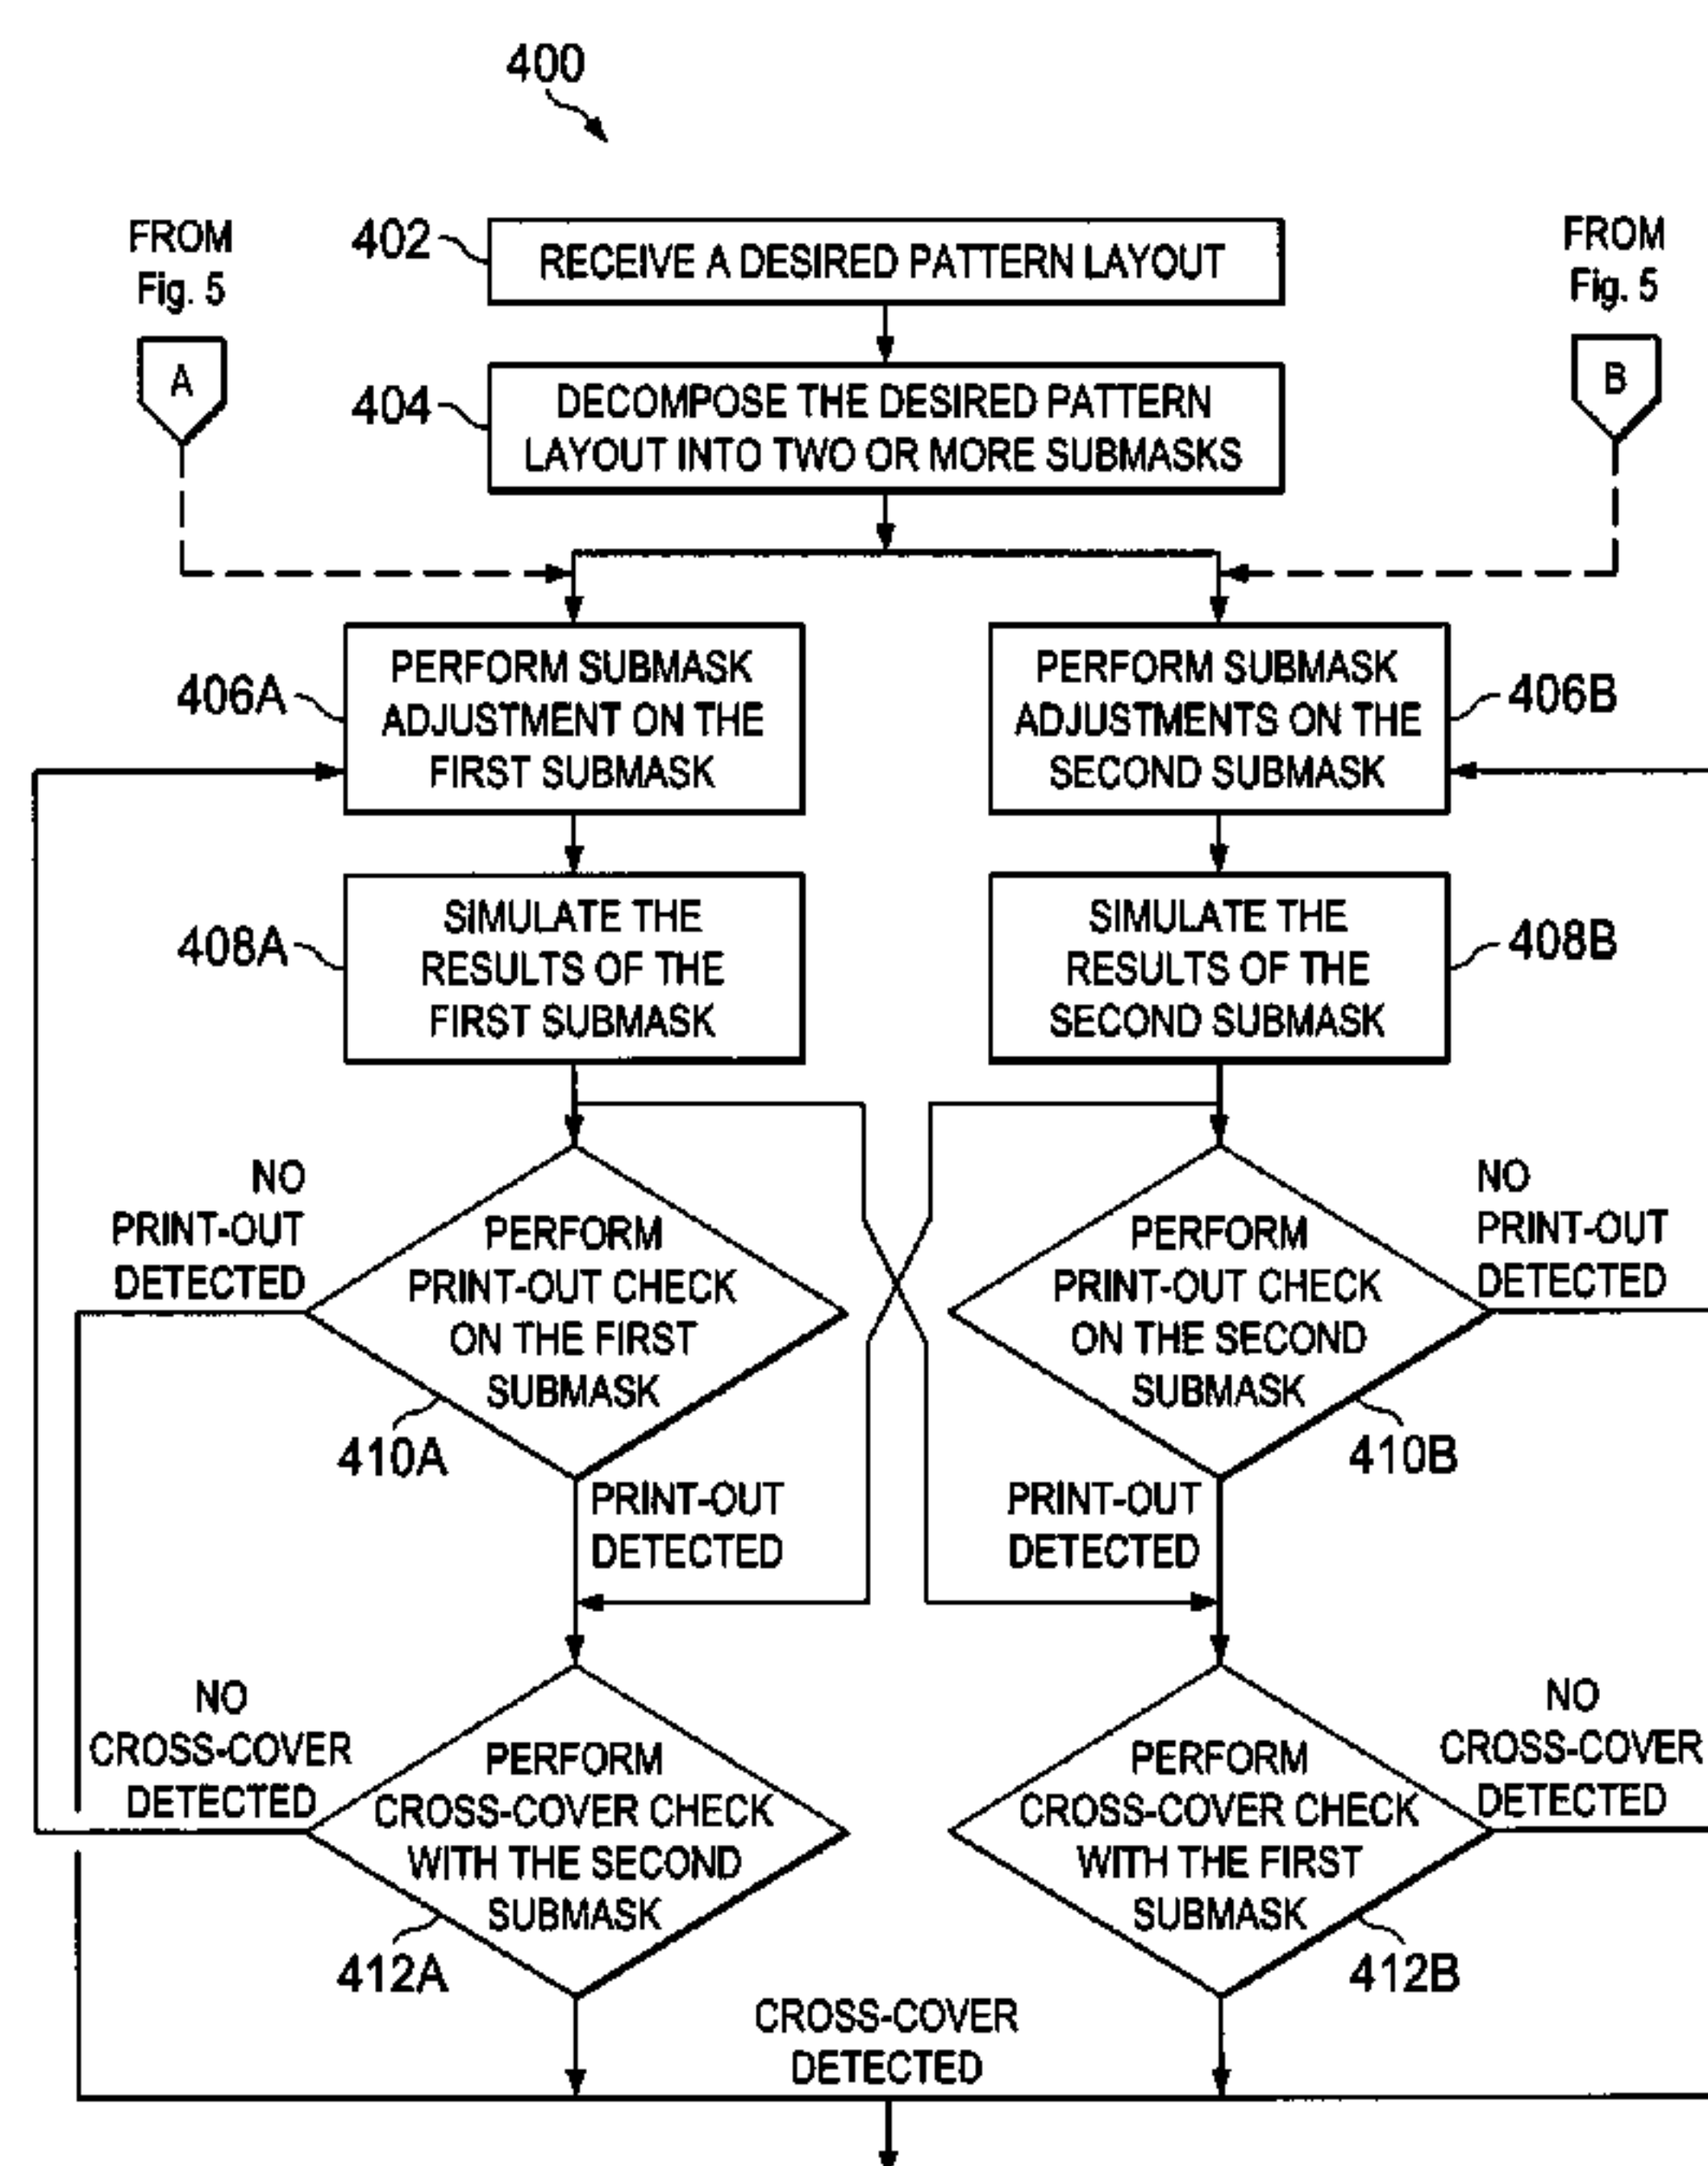 400
FROM
Fig. 5
A
402
RECEIVE A DESIRED PATTERN LAYOUT
FROM
Fig. 5
B
404
DECOMPOSE THE DESIRED PATTERN
LAYOUT INTO TWO OR MORE SUBMASKS
406A
PERFORM SUBMASK
ADJUSTMENT ON THE
FIRST SUBMASK
PERFORM SUBMASK
ADJUSTMENTS ON THE
SECOND SUBMASK
406B
408A
SIMULATE THE
RESULTS OF THE
FIRST SUBMASK
SIMULATE THE
RESULTS OF THE
SECOND SUBMASK
408B
NO
PRINT-OUT
DETECTED
PERFORM
PRINT-OUT CHECK
ON THE FIRST
SUBMASK
410A
PERFORM
PRINT-OUT CHECK
ON THE SECOND
SUBMASK
410B
NO
PRINT-OUT
DETECTED
PRINT-OUT
DETECTED
PRINT-OUT
DETECTED
NO
CROSS-COVER
DETECTED
PERFORM
CROSS-COVER CHECK
WITH THE SECOND
SUBMASK
412A
PERFORM
CROSS-COVER CHECK
WITH THE FIRST
SUBMASK
412B
NO
CROSS-COVER
DETECTED
CROSS-COVER
DETECTED